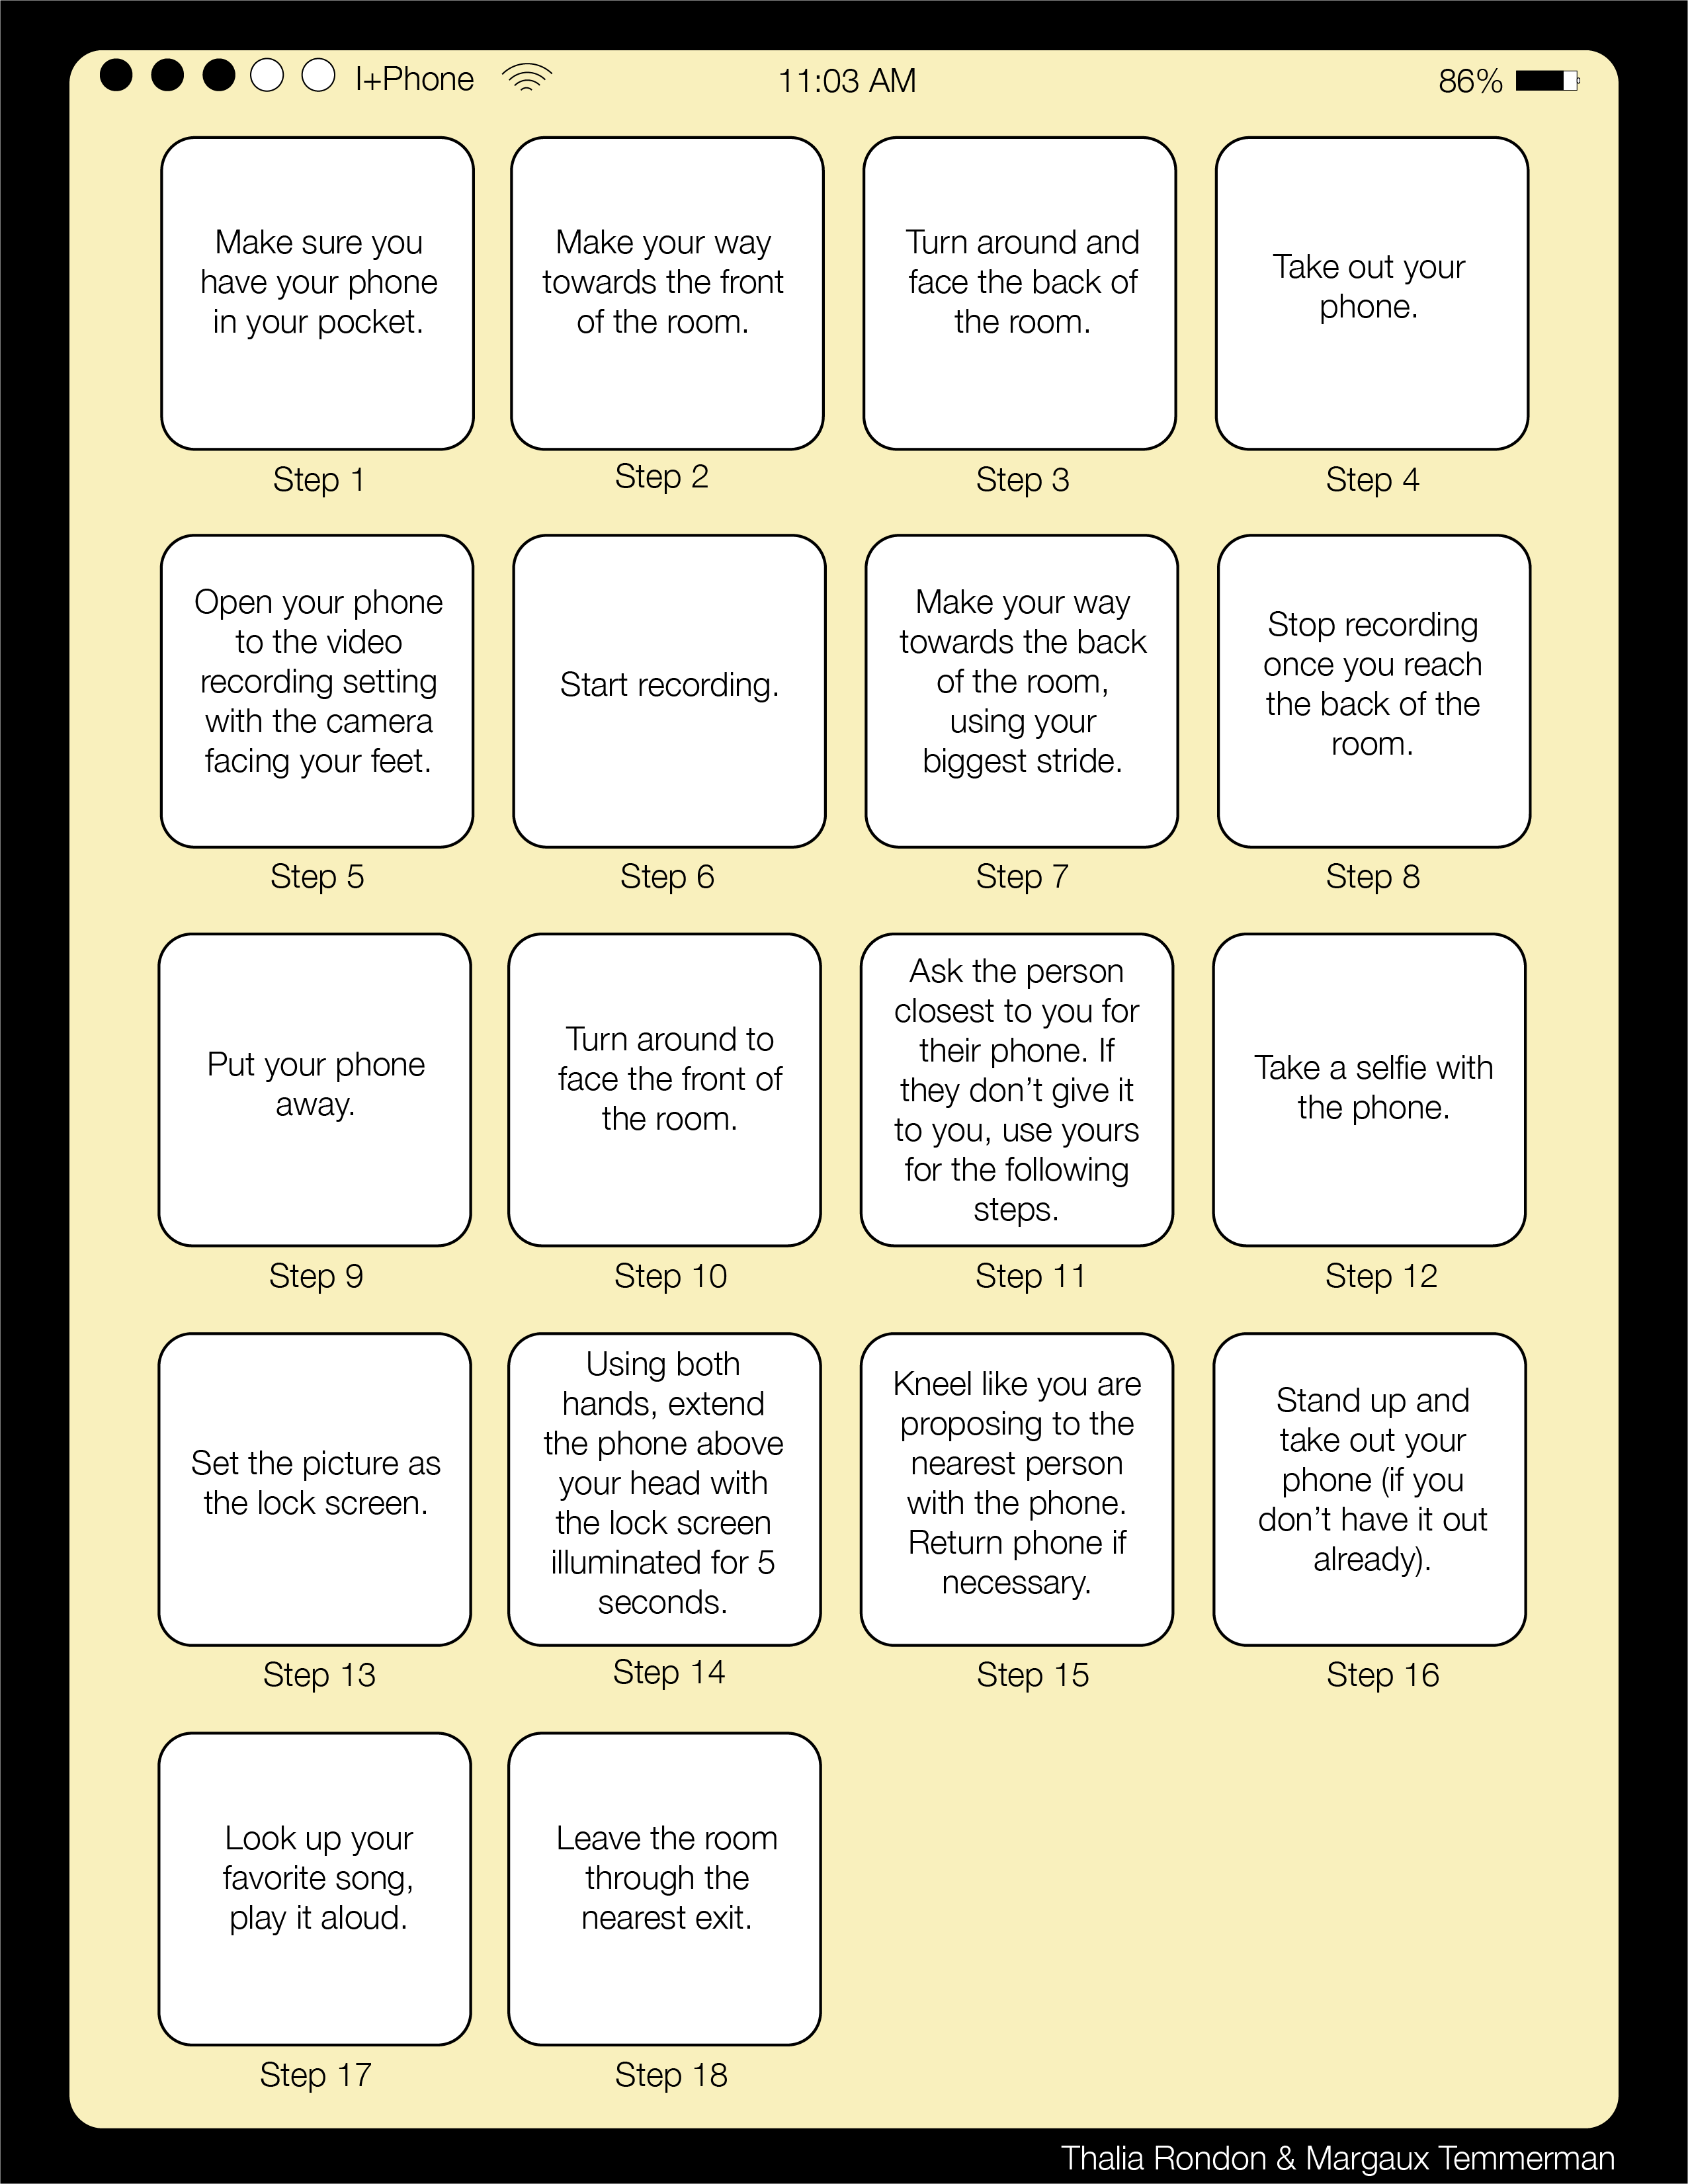 I+Phone
11:03 AM
86%
Make sure you
have your phone
in your pocket.
Step 1
Make your way
towards the front
of the room.
Step 2
Turn around and
face the back of
the room.
Step 3
Take out your
phone.
Step 4
Open your phone
to the video
recording setting
with the camera
facing your feet.
Step 5
Start recording.
Step 6
Make your way
towards the back
of the room,
using your
biggest stride.
Step 7
Stop recording
once you reach
the back of the
room.
Step 8
Put your phone
away.
Step 9
Turn around to
face the front of
the room.
Step 10
Ask the person
closest to you for
their phone. If
they don’t give it
to you, use yours
for the following
steps.
Step 11
Take a selfie with
the phone.
Step 12
Set the picture as
the lock screen.
Step 13
Using both
hands, extend
the phone above
your head with
the lock screen
illuminated for 5
seconds.
Step 14
Kneel like you are
proposing to the
nearest person
with the phone.
Return phone if
necessary.
Step 15
Stand up and
take out your
phone (if you
don’t have it out
already).
Step 16
Look up your
favorite song,
play it aloud.
Step 17
Leave the room
through the
nearest exit.
Step 18
Thalia Rondon & Margaux Temmerman